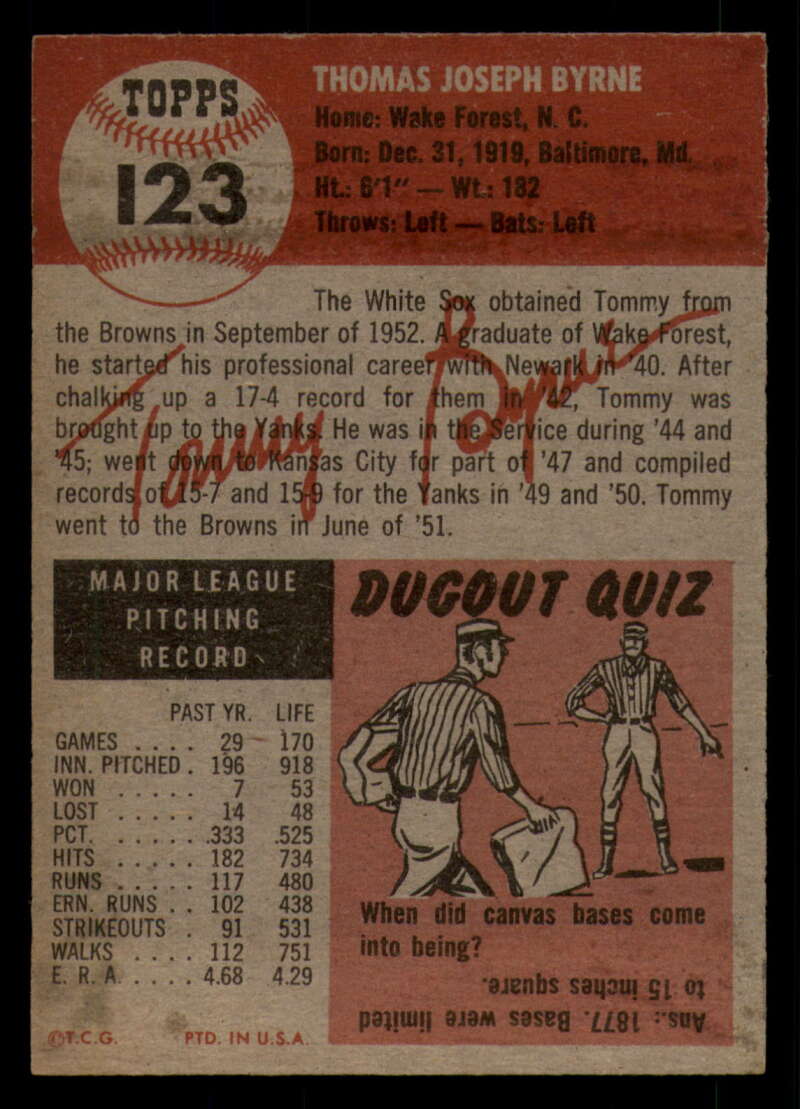 TOPPS
123
THOMAS JOSEPH BYRNE
Home: Wake Forest, N. C.
Born: Dec. 31, 1919, Baltimore, Md.
Ht.: 6'1" — Wt.: 182
Throws: Left — Bats: Left
The White Sox obtained Tommy from
the Browns in September of 1952. A graduate of Wake Forest,
he started his professional career with Newark in '40. After
chalking up a 17-4 record for them in '42, Tommy was
brought up to the Yanks. He was in the Service during '44 and
'45; went down to Kansas City for part of '47 and compiled
records of 15-7 and 15-9 for the Yanks in '49 and '50. Tommy
went to the Browns in June of '51.
Tommy Byrne
MAJOR LEAGUE
PITCHING
RECORD
PAST YR. LIFE
GAMES . . . . 29 170
INN. PITCHED . 196 918
WON . . . . . 7 53
LOST . . . . . 14 48
PCT. . . . . . .333 .525
HITS . . . . . 182 734
RUNS . . . . . 117 480
ERN. RUNS . . 102 438
STRIKEOUTS . 91 531
WALKS . . . . 112 751
E. R. A. . . . . 4.68 4.29
©T.C.G. PTD. IN U.S.A.
DUGOUT QUIZ
When did canvas bases come
into being?
Ans.: 1877. Bases were limited
to 15 inches square.